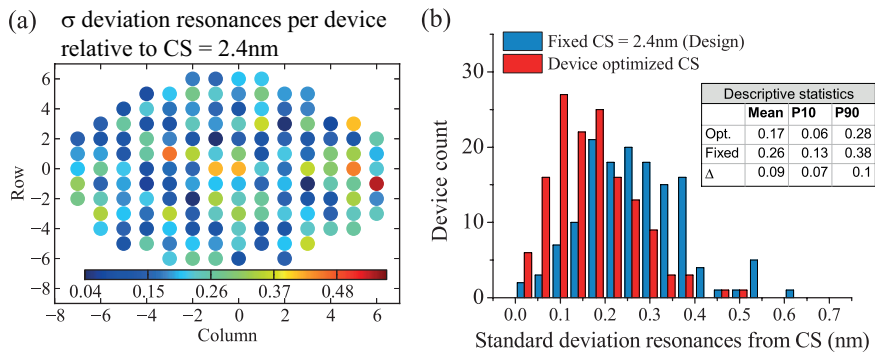 (a)
σ deviation resonances per device
relative to CS = 2.4nm
6
4
2
0
−2
−4
−6
−8
Row
0.04 0.15 0.26 0.37 0.48
−8 −6 −4 −2 0 2 4 6
Column
(b)
Fixed CS = 2.4nm (Design)
Device optimized CS
30
20
10
0
Device count
Descriptive statistics
Mean P10 P90
Opt. 0.17 0.06 0.28
Fixed 0.26 0.13 0.38
Δ 0.09 0.07 0.1
0.0 0.1 0.2 0.3 0.4 0.5 0.6 0.7
Standard deviation resonances from CS (nm)